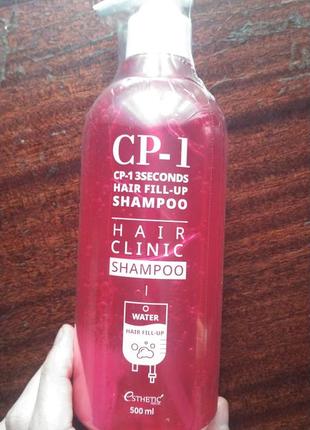 CP-1
CP-1 3SECONDS
HAIR FILL-UP
SHAMPOO
HAIR
CLINIC
SHAMPOO
WATER
HAIR FILL-UP
ESTHETIC
500 ml